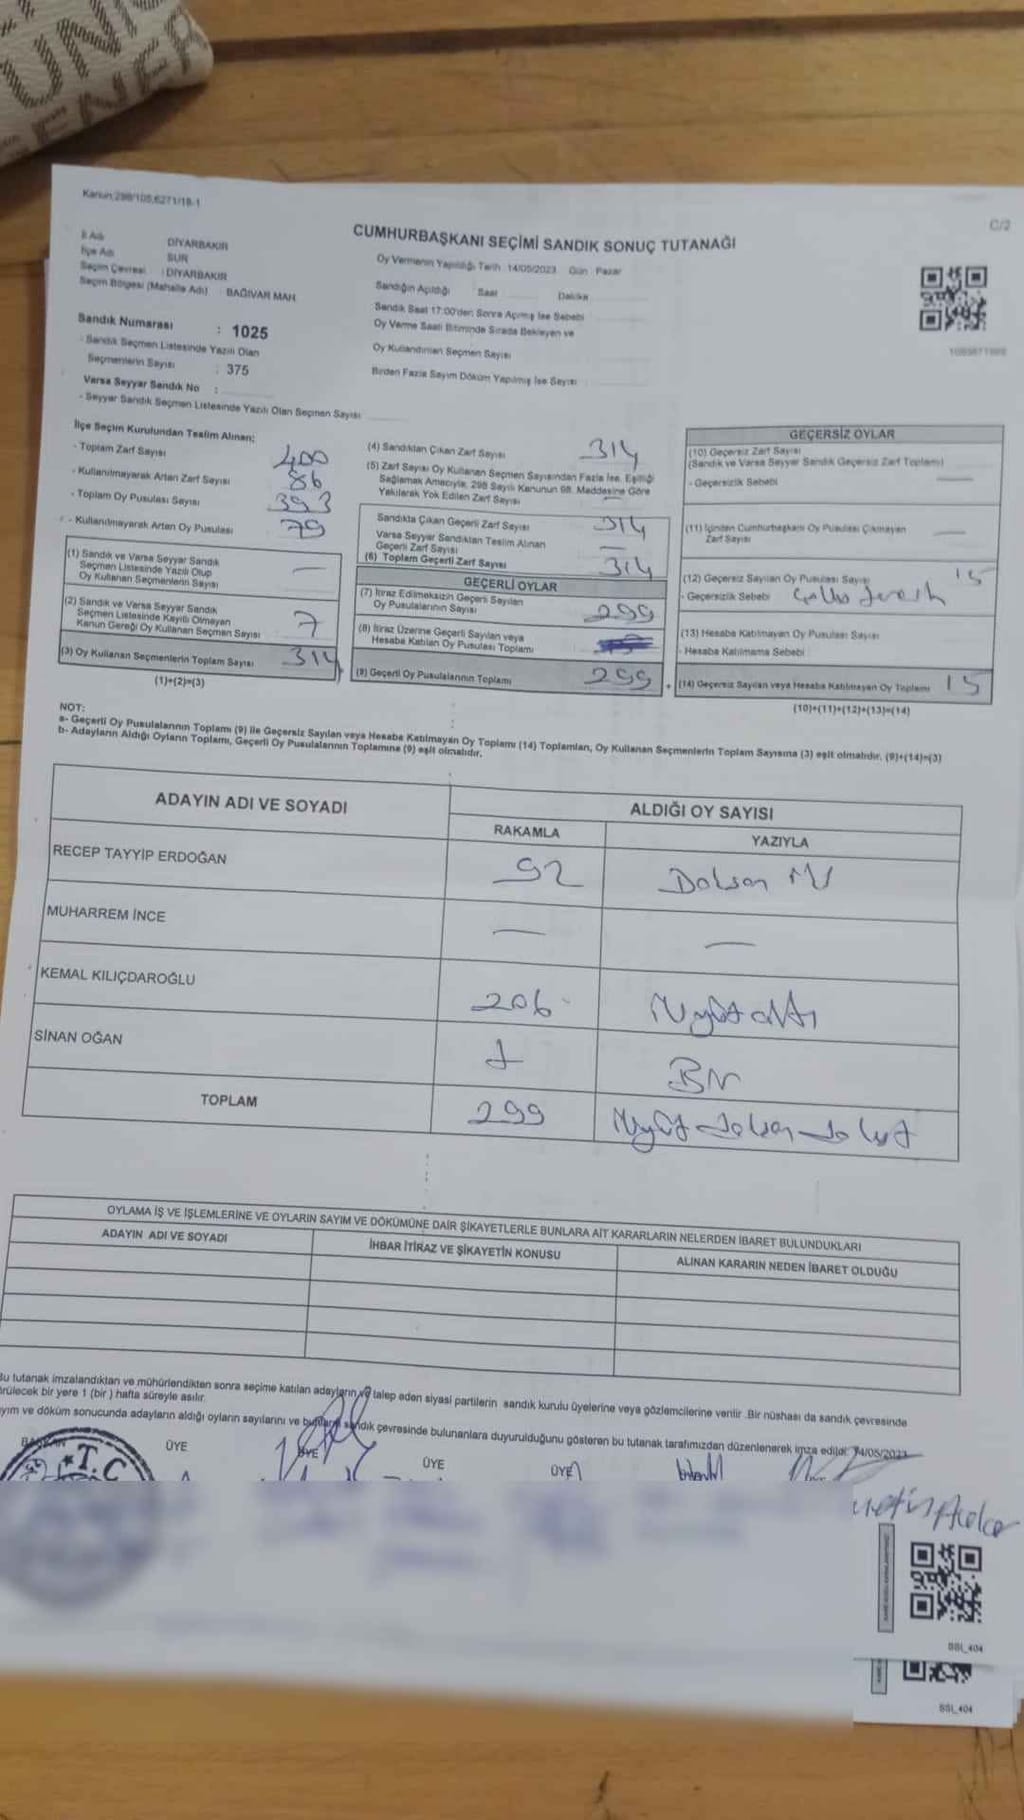 Kanun:298/105,6271/18-1
C/2
CUMHURBAŞKANI SEÇİMİ SANDIK SONUÇ TUTANAĞI
İl Adı DİYARBAKIR
İlçe Adı SUR
Seçim Çevresi : DİYARBAKIR
Seçim Bölgesi (Mahalle Adı) : BAĞIVAR MAH
Sandık Numarası : 1025
- Sandık Seçmen Listesinde Yazılı Olan
Seçmenlerin Sayısı : 375
Varsa Seyyar Sandık No :
- Seyyar Sandık Seçmen Listesinde Yazılı Olan Seçmen Sayısı
Oy Vermenin Yapıldığı Tarih 14/05/2023 Gün Pazar
Sandığın Açıldığı Saat Dakika
Sandık Saat 17:00'den Sonra Açılmış İse Sebebi
Oy Verme Saati Bitiminde Sırada Bekleyen ve
Oy Kullandırılan Seçmen Sayısı
Birden Fazla Sayım Döküm Yapılmış İse Sayısı
İlçe Seçim Kurulundan Teslim Alınan:
- Toplam Zarf Sayısı 400
- Kullanılmayarak Artan Zarf Sayısı 86
- Toplam Oy Pusulası Sayısı 393
- Kullanılmayarak Artan Oy Pusulası 79
(1) Sandık ve Varsa Seyyar Sandık
Seçmen Listesinde Yazılı Olup
Oy Kullanan Seçmenlerin Sayısı —
(2) Sandık ve Varsa Seyyar Sandık
Seçmen Listesinde Kayıtlı Olmayan
Kanun Gereği Oy Kullanan Seçmen Sayısı 7
(3) Oy Kullanan Seçmenlerin Toplam Sayısı 314
(1)+(2)=(3)
(4) Sandıktan Çıkan Zarf Sayısı 314
(5) Zarf Sayısı Oy Kullanan Seçmen Sayısından Fazla İse, Eşitliği
Sağlamak Amacıyla, 298 Sayılı Kanunun 98. Maddesine Göre
Yakılarak Yok Edilen Zarf Sayısı —
Sandıkta Çıkan Geçerli Zarf Sayısı 314
Varsa Seyyar Sandıktan Teslim Alınan
Geçerli Zarf Sayısı —
(6) Toplam Geçerli Zarf Sayısı 314
GEÇERLİ OYLAR
(7) İtiraz Edilmeksizin Geçerli Sayılan
Oy Pusulalarının Sayısı 299
(8) İtiraz Üzerine Geçerli Sayılan veya
Hesaba Katılan Oy Pusulası Toplamı
(9) Geçerli Oy Pusulalarının Toplamı 299
GEÇERSİZ OYLAR
(10) Geçersiz Zarf Sayısı
(Sandık ve Varsa Seyyar Sandık Geçersiz Zarf Toplamı)
- Geçersizlik Sebebi —
(11) İçinden Cumhurbaşkanı Oy Pusulası Çıkmayan
Zarf Sayısı —
(12) Geçersiz Sayılan Oy Pusulası Sayısı 15
- Geçersizlik Sebebi
(13) Hesaba Katılmayan Oy Pusulası Sayısı
- Hesaba Katılmama Sebebi
(14) Geçersiz Sayılan veya Hesaba Katılmayan Oy Toplamı 15
(10)+(11)+(12)+(13)=(14)
NOT:
a- Geçerli Oy Pusulalarının Toplamı (9) ile Geçersiz Sayılan veya Hesaba Katılmayan Oy Toplamı (14) Toplamları, Oy Kullanan Seçmenlerin Toplam Sayısına (3) eşit olmalıdır. (9)+(14)=(3)
b- Adayların Aldığı Oyların Toplamı, Geçerli Oy Pusulalarının Toplamına (9) eşit olmalıdır.
ADAYIN ADI VE SOYADI
ALDIĞI OY SAYISI
RAKAMLA YAZIYLA
RECEP TAYYİP ERDOĞAN 92
MUHARREM İNCE — —
KEMAL KILIÇDAROĞLU 206 altı
SİNAN OĞAN 1 Bir
TOPLAM 299
OYLAMA İŞ VE İŞLEMLERİNE VE OYLARIN SAYIM VE DÖKÜMÜNE DAİR ŞİKAYETLERLE BUNLARA AİT KARARLARIN NELERDEN İBARET BULUNDUKLARI
ADAYIN ADI VE SOYADI
İHBAR İTİRAZ VE ŞİKAYETİN KONUSU
ALINAN KARARIN NEDEN İBARET OLDUĞU
Bu tutanak imzalandıktan ve mühürlendikten sonra seçime katılan adayların ve talep eden siyasi partilerin sandık kurulu üyelerine veya gözlemcilerine verilir. Bir nüshası da sandık çevresinde
görülecek bir yere 1 (bir) hafta süreyle asılır.
Sayım ve döküm sonucunda adayların aldığı oyların sayılarını ve bunların sandık çevresinde bulunanlara duyurulduğunu gösteren bu tutanak tarafımızdan düzenlenerek imza edildi. 14/05/2023
BAŞKAN ÜYE ÜYE ÜYE ÜYE
T.C
SSI_404
SSI_404